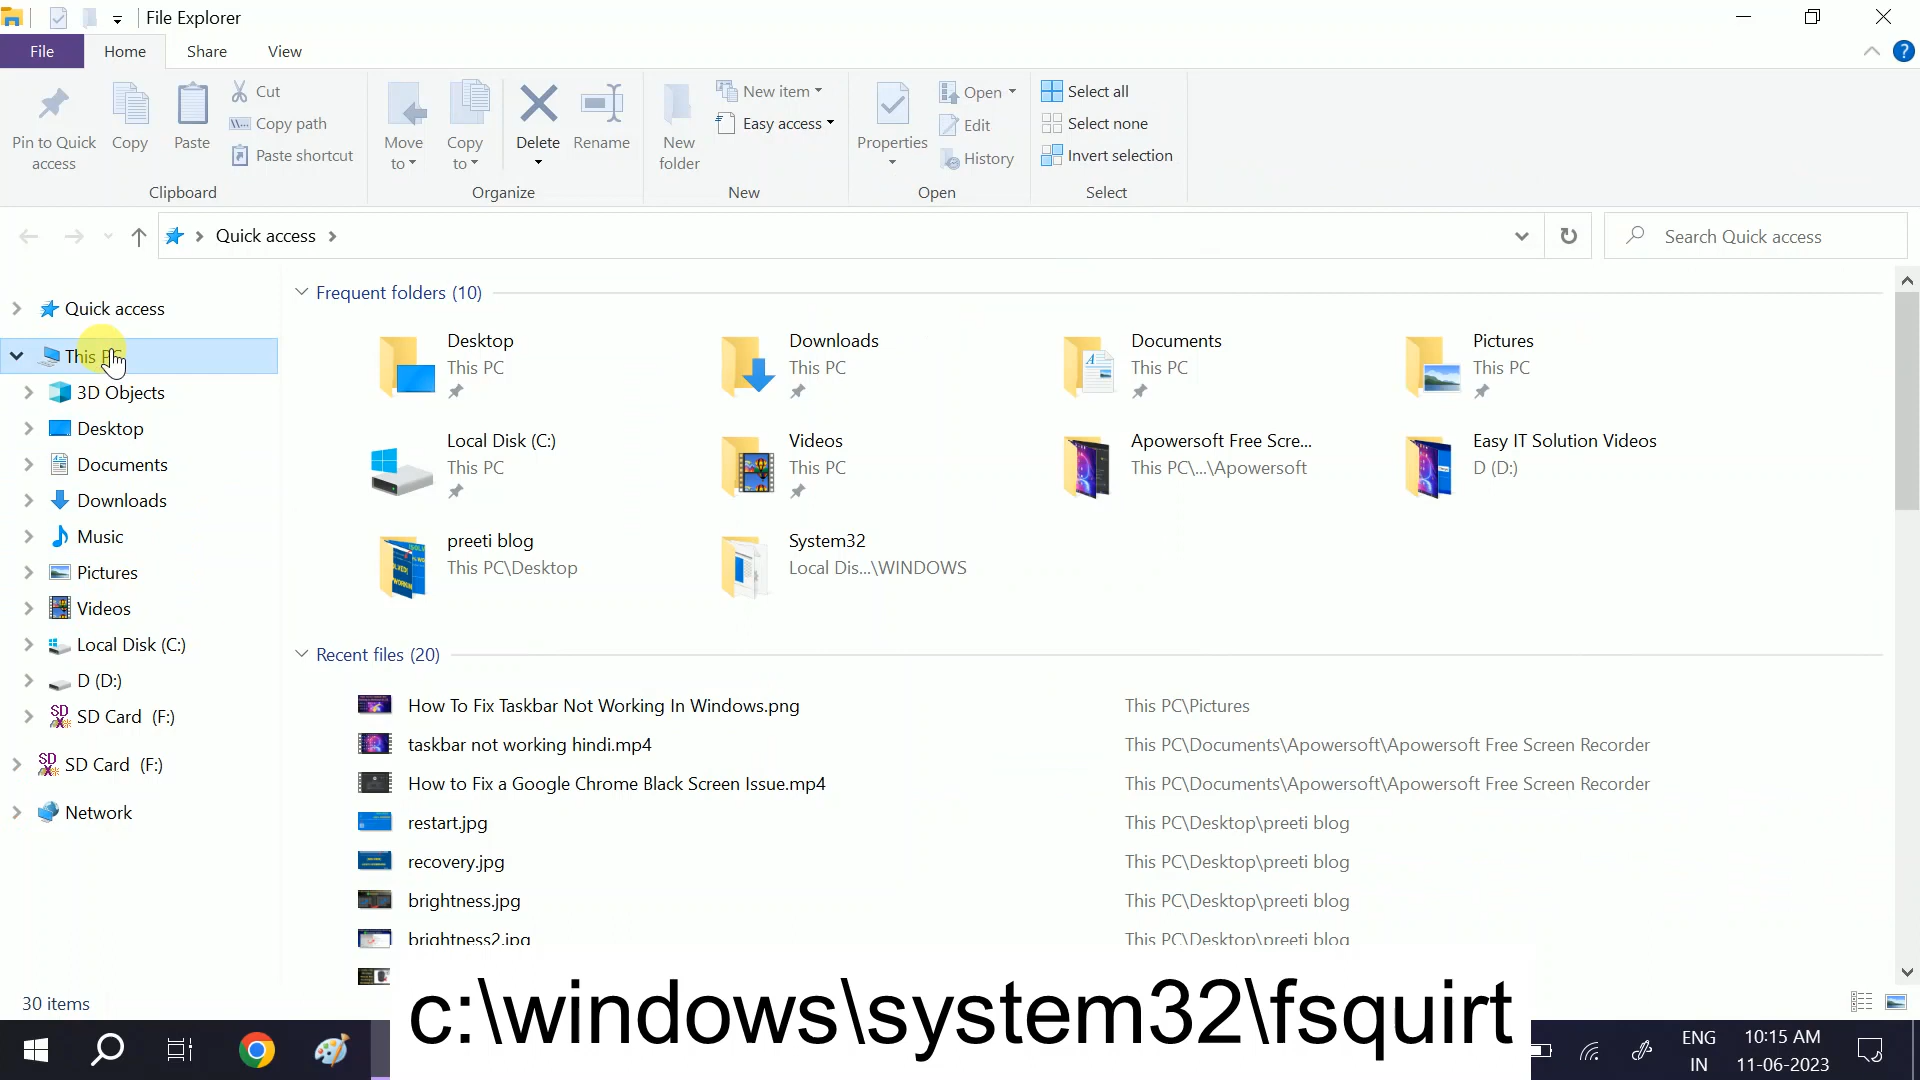 File Explorer
File
Home
Share
View
Pin to Quick access
Copy
Paste
Cut
Copy path
Paste shortcut
Clipboard
Move to
Copy to
Delete
Rename
Organize
New folder
New item
Easy access
New
Properties
Open
Edit
History
Open
Select all
Select none
Invert selection
Select
Quick access
Search Quick access
Quick access
This PC
3D Objects
Desktop
Documents
Downloads
Music
Pictures
Videos
Local Disk (C:)
D (D:)
SD Card (F:)
SD Card (F:)
Network
Frequent folders (10)
Desktop
This PC
Downloads
This PC
Documents
This PC
Pictures
This PC
Local Disk (C:)
This PC
Videos
This PC
Apowersoft Free Scre...
This PC\...\Apowersoft
Easy IT Solution Videos
D (D:)
preeti blog
This PC\Desktop
System32
Local Dis...\WINDOWS
Recent files (20)
How To Fix Taskbar Not Working In Windows.png This PC\Pictures
taskbar not working hindi.mp4 This PC\Documents\Apowersoft\Apowersoft Free Screen Recorder
How to Fix a Google Chrome Black Screen Issue.mp4 This PC\Documents\Apowersoft\Apowersoft Free Screen Recorder
restart.jpg This PC\Desktop\preeti blog
recovery.jpg This PC\Desktop\preeti blog
brightness.jpg This PC\Desktop\preeti blog
brightness2.jpg This PC\Desktop\preeti blog
30 items
c:\windows\system32\fsquirt
ENG
IN
10:15 AM
11-06-2023